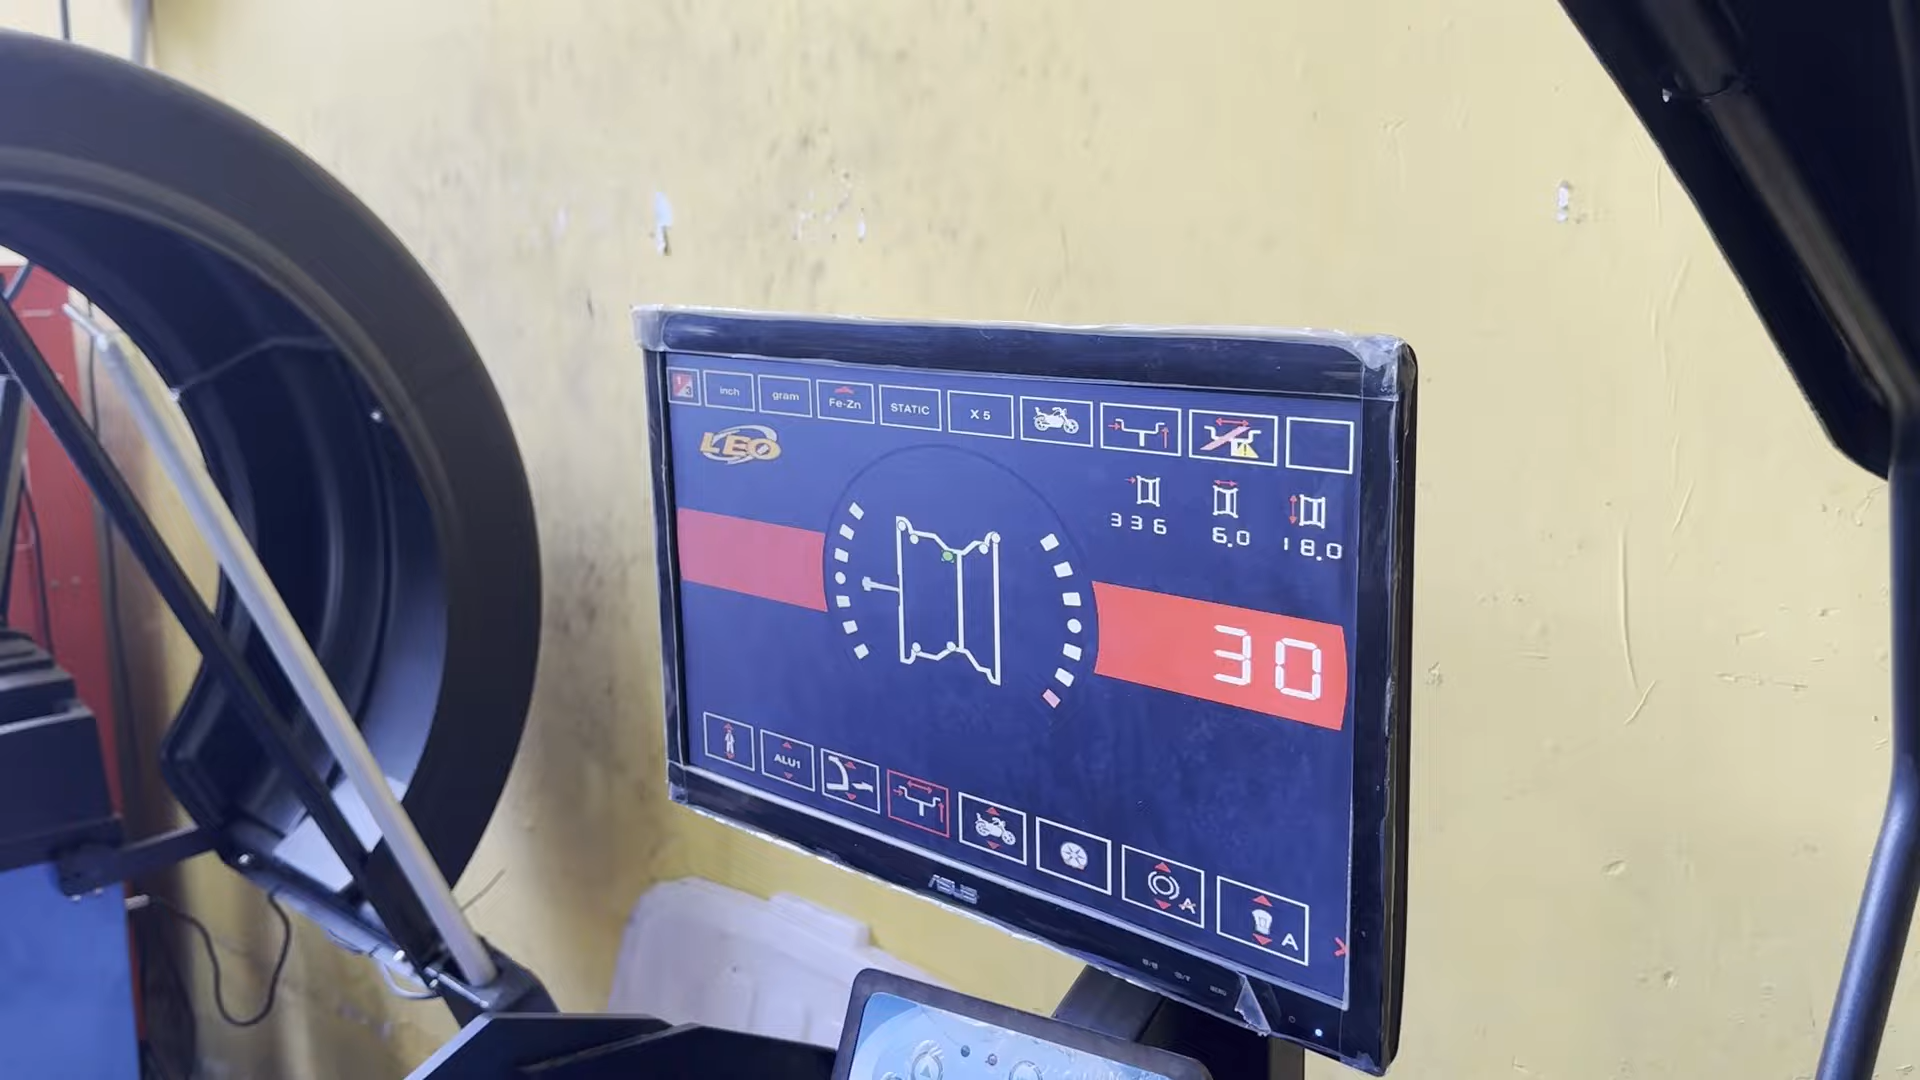 inch gram Fe-Zn STATIC X 5
LEO
336 6.0 18.0
30
ALU1
A A
ASUS